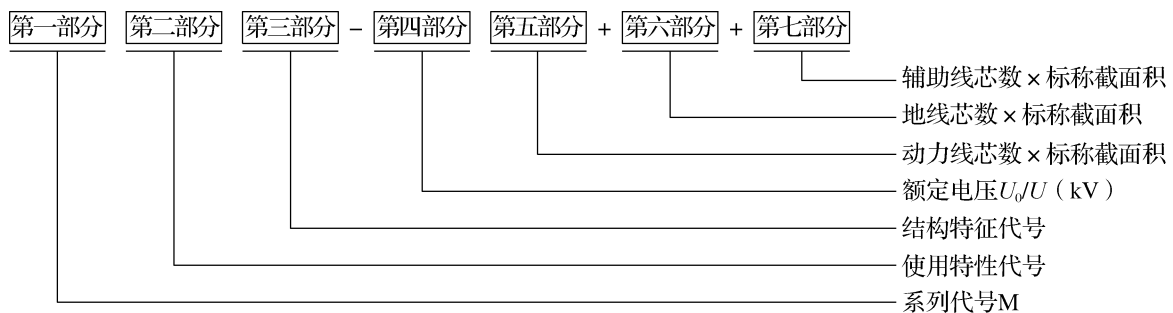 第一部分 第二部分 第三部分 - 第四部分 第五部分 + 第六部分 + 第七部分
辅助线芯数×标称截面积
地线芯数×标称截面积
动力线芯数×标称截面积
额定电压U₀/U（kV）
结构特征代号
使用特性代号
系列代号M